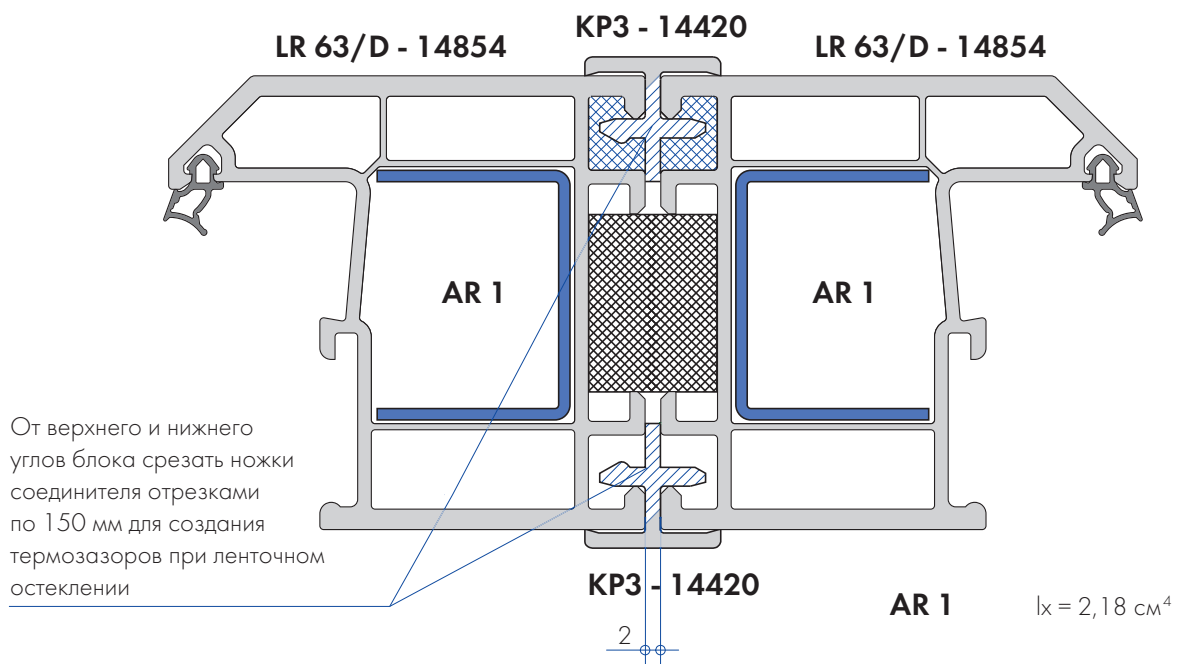 KP3 - 14420
LR 63/D - 14854
LR 63/D - 14854
AR 1
AR 1
От верхнего и нижнего
углов блока срезать ножки
соединителя отрезками
по 150 мм для создания
термозазоров при ленточном
остеклении
KP3 - 14420
AR 1
Ix = 2,18 см⁴
2